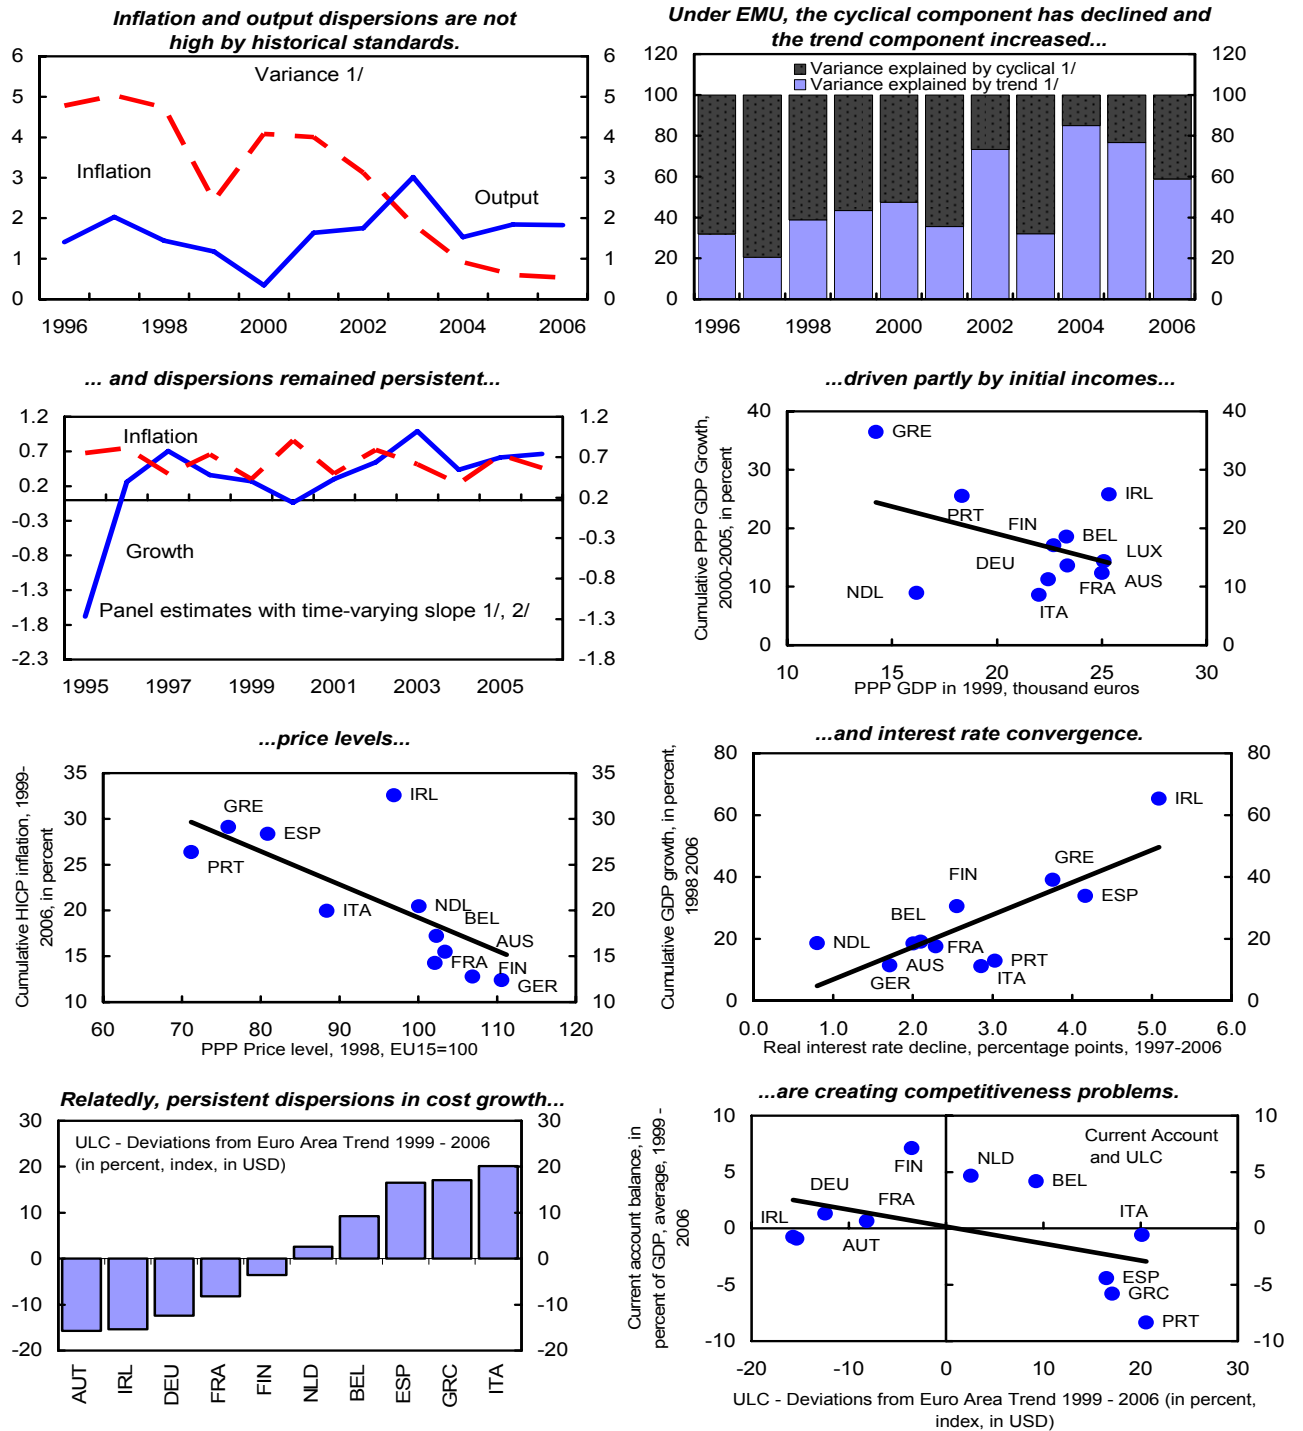 Inflation and output dispersions are not
high by historical standards.
Variance 1/
6
5
4
3
2
1
0
6
5
4
3
2
1
0
Inflation
Output
1996
1998
2000
2002
2004
2006
Under EMU, the cyclical component has declined and
the trend component increased...
120
100
80
60
40
20
0
120
100
80
60
40
20
0
Variance explained by cyclical 1/
Variance explained by trend 1/
1996
1998
2000
2002
2004
2006
... and dispersions remained persistent...
1.2
0.7
0.2
-0.3
-0.8
-1.3
-1.8
-2.3
1.2
0.7
0.2
-0.3
-0.8
-1.3
-1.8
Inflation
Growth
Panel estimates with time-varying slope 1/, 2/
1995
1997
1999
2001
2003
2005
...driven partly by initial incomes...
Cumulative PPP GDP Growth,
2000-2005, in percent
40
30
20
10
0
40
30
20
10
0
GRE
PRT
FIN
IRL
BEL
LUX
DEU
AUS
FRA
NDL
ITA
10
15
20
25
30
PPP GDP in 1999, thousand euros
...price levels...
Cumulative HICP inflation, 1999-
2006, in percent
35
30
25
20
15
10
35
30
25
20
15
10
IRL
GRE
ESP
PRT
ITA
NDL
BEL
AUS
FRA
FIN
GER
60
70
80
90
100
110
120
PPP Price level, 1998, EU15=100
...and interest rate convergence.
Cumulative GDP growth, in percent,
1998 2006
80
60
40
20
0
80
60
40
20
0
IRL
GRE
FIN
ESP
BEL
NDL
FRA
PRT
AUS
GER
ITA
0.0
1.0
2.0
3.0
4.0
5.0
6.0
Real interest rate decline, percentage points, 1997-2006
Relatedly, persistent dispersions in cost growth...
30
20
10
0
-10
-20
30
20
10
0
-10
-20
ULC - Deviations from Euro Area Trend 1999 - 2006
(in percent, index, in USD)
AUT
IRL
DEU
FRA
FIN
NLD
BEL
ESP
GRC
ITA
...are creating competitiveness problems.
Current account balance, in
percent of GDP, average, 1999 -
2006
10
5
0
-5
-10
10
5
0
-5
-10
Current Account
and ULC
FIN
NLD
BEL
DEU
FRA
ITA
IRL
AUT
ESP
GRC
PRT
-20
-10
0
10
20
30
ULC - Deviations from Euro Area Trend 1999 - 2006 (in percent,
index, in USD)